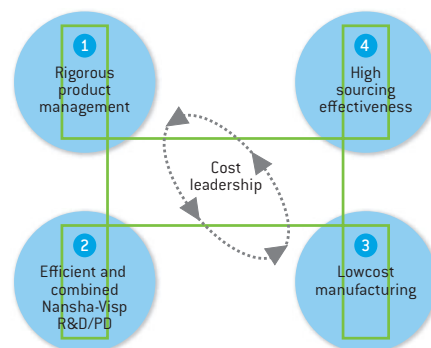 1
Rigorous
product
management
4
High
sourcing
effectiveness
Cost
leadership
2
Efficient and
combined
Nansha-Visp
R&D/PD
3
Lowcost
manufacturing